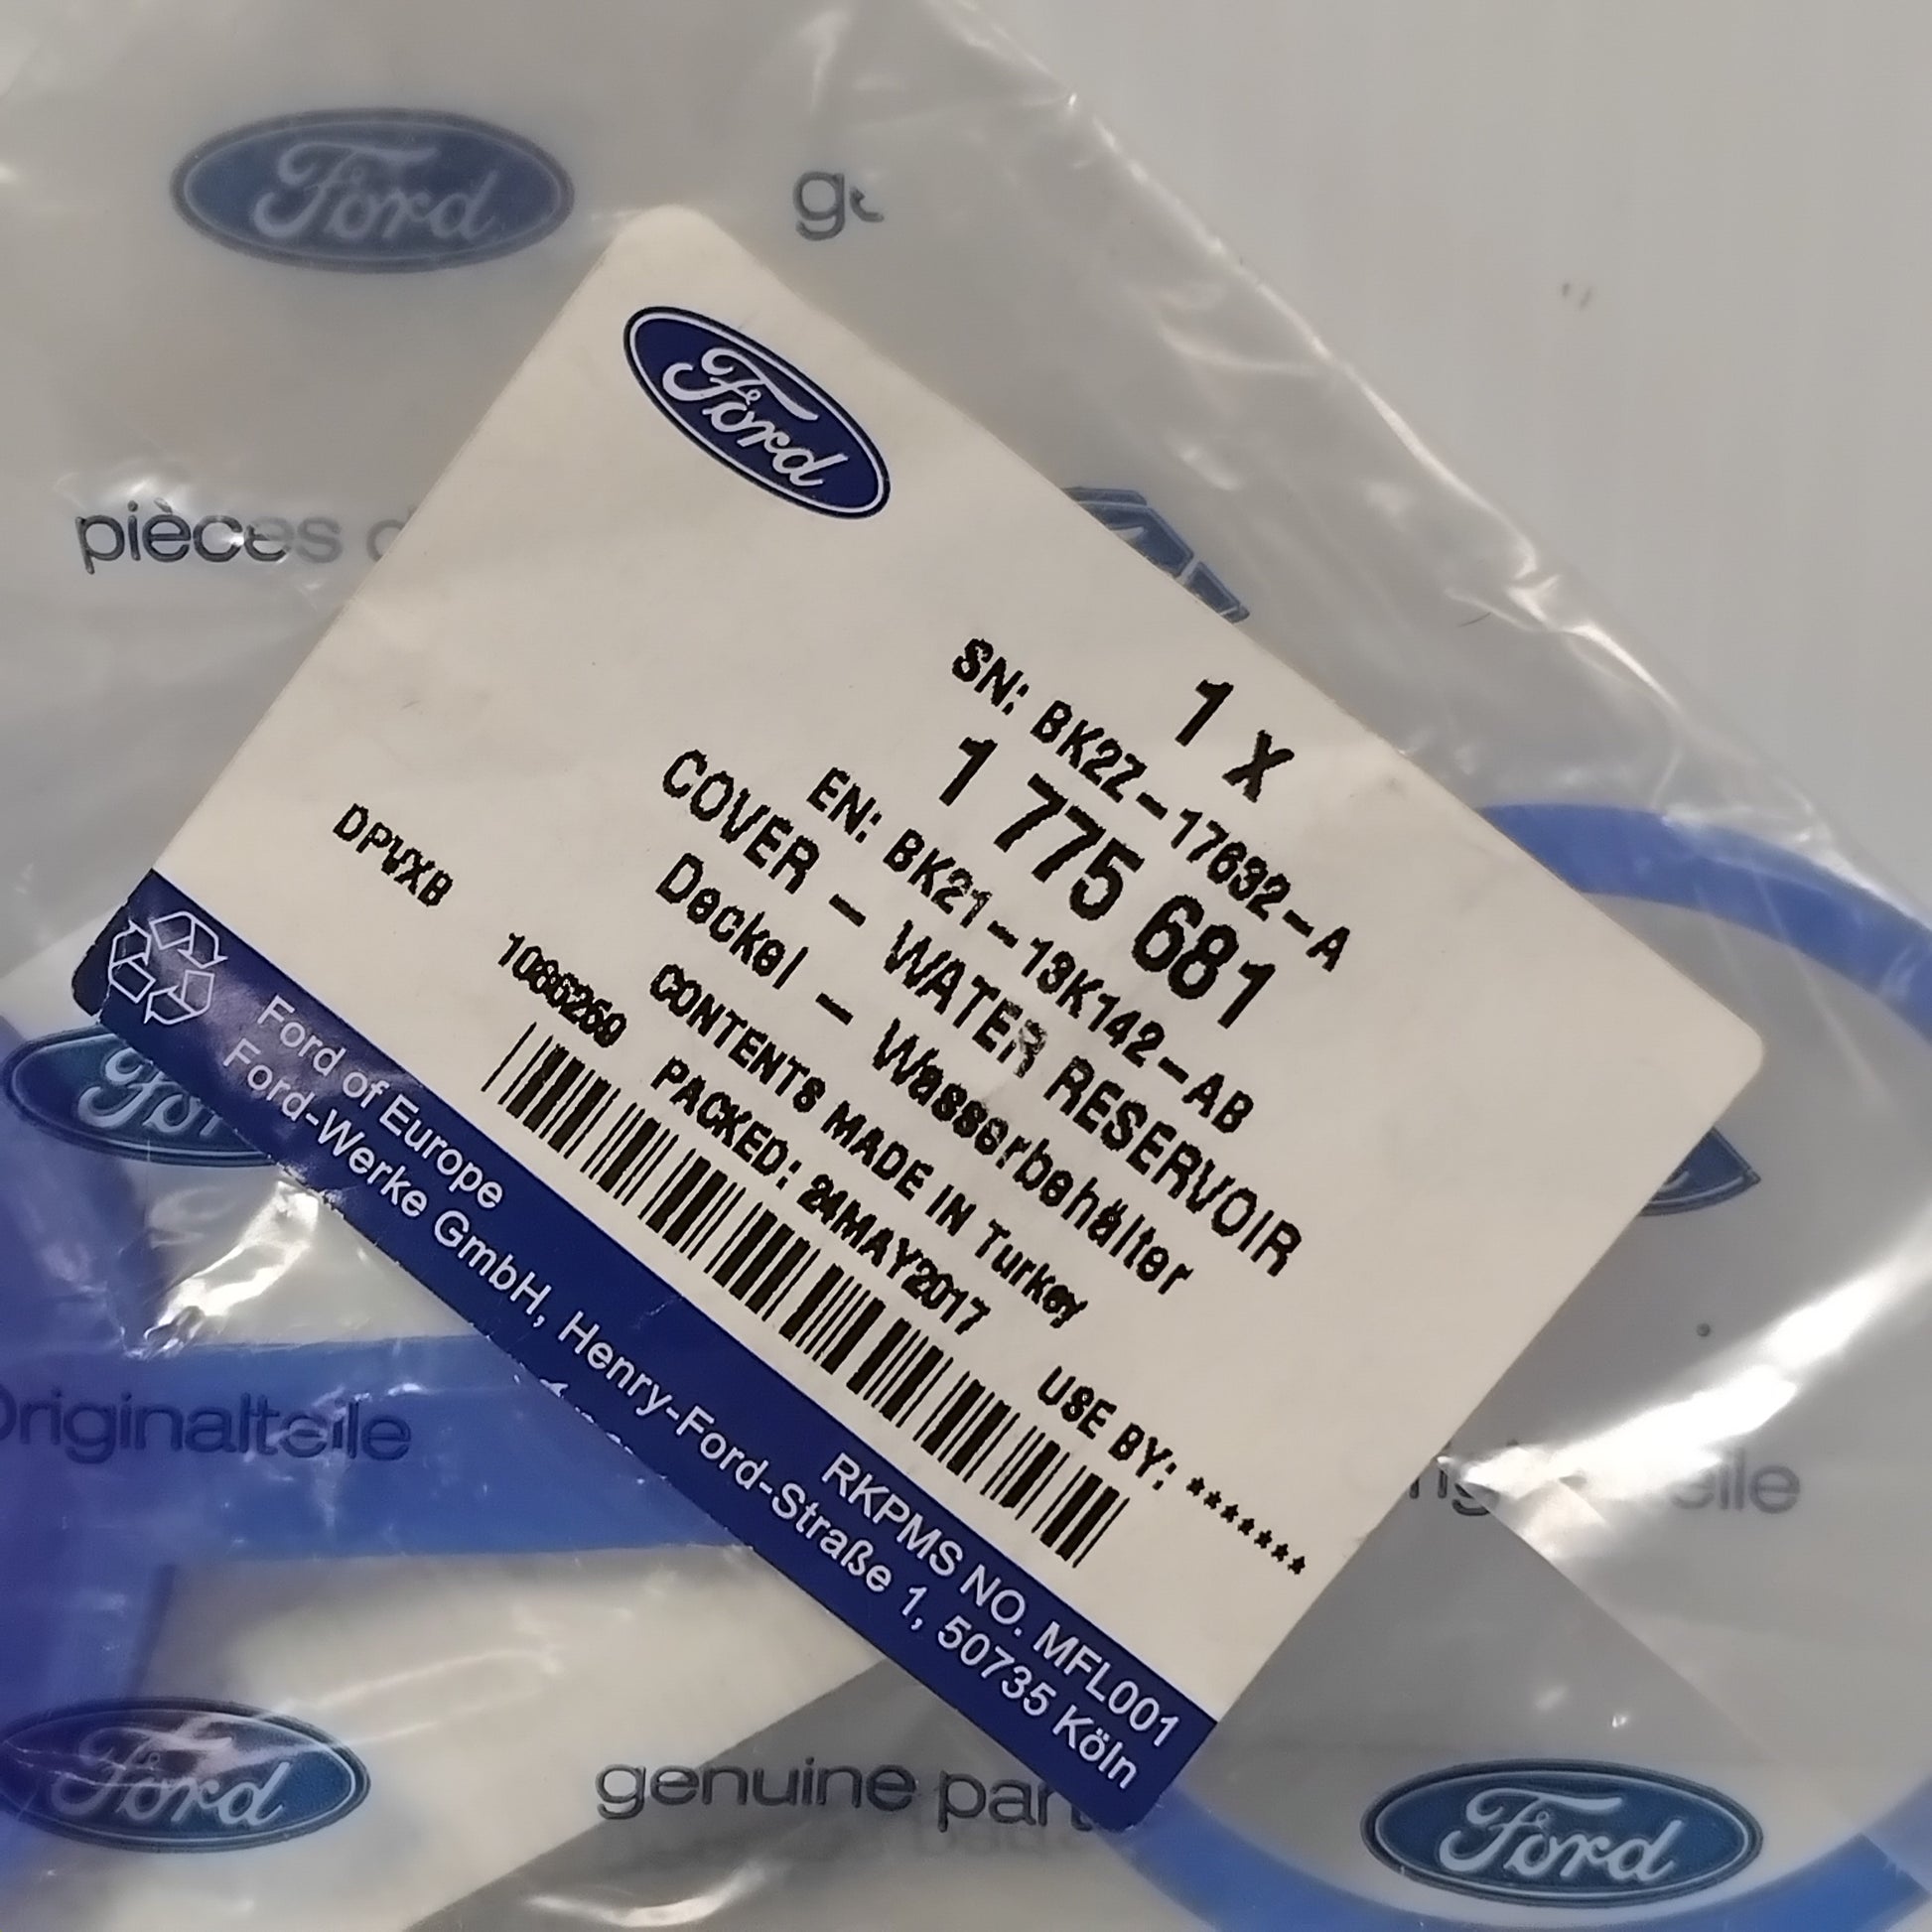 Ford
pièces
Ford
1 X
SN: BK2Z-17632-A
1 775 681
EN: BK21-13K142-AB
COVER - WATER RESERVOIR
Deckel - Wasserbehälter
DPVXB
CONTENTS MADE IN Turkey
1086269 PACKED: 24MAY2017 USE BY: *******
Ford of Europe RKPMS NO. MFL001
Ford-Werke GmbH, Henry-Ford-Straße 1, 50735 Köln
Ford
Originalteile
Ford
genuine part
Ford